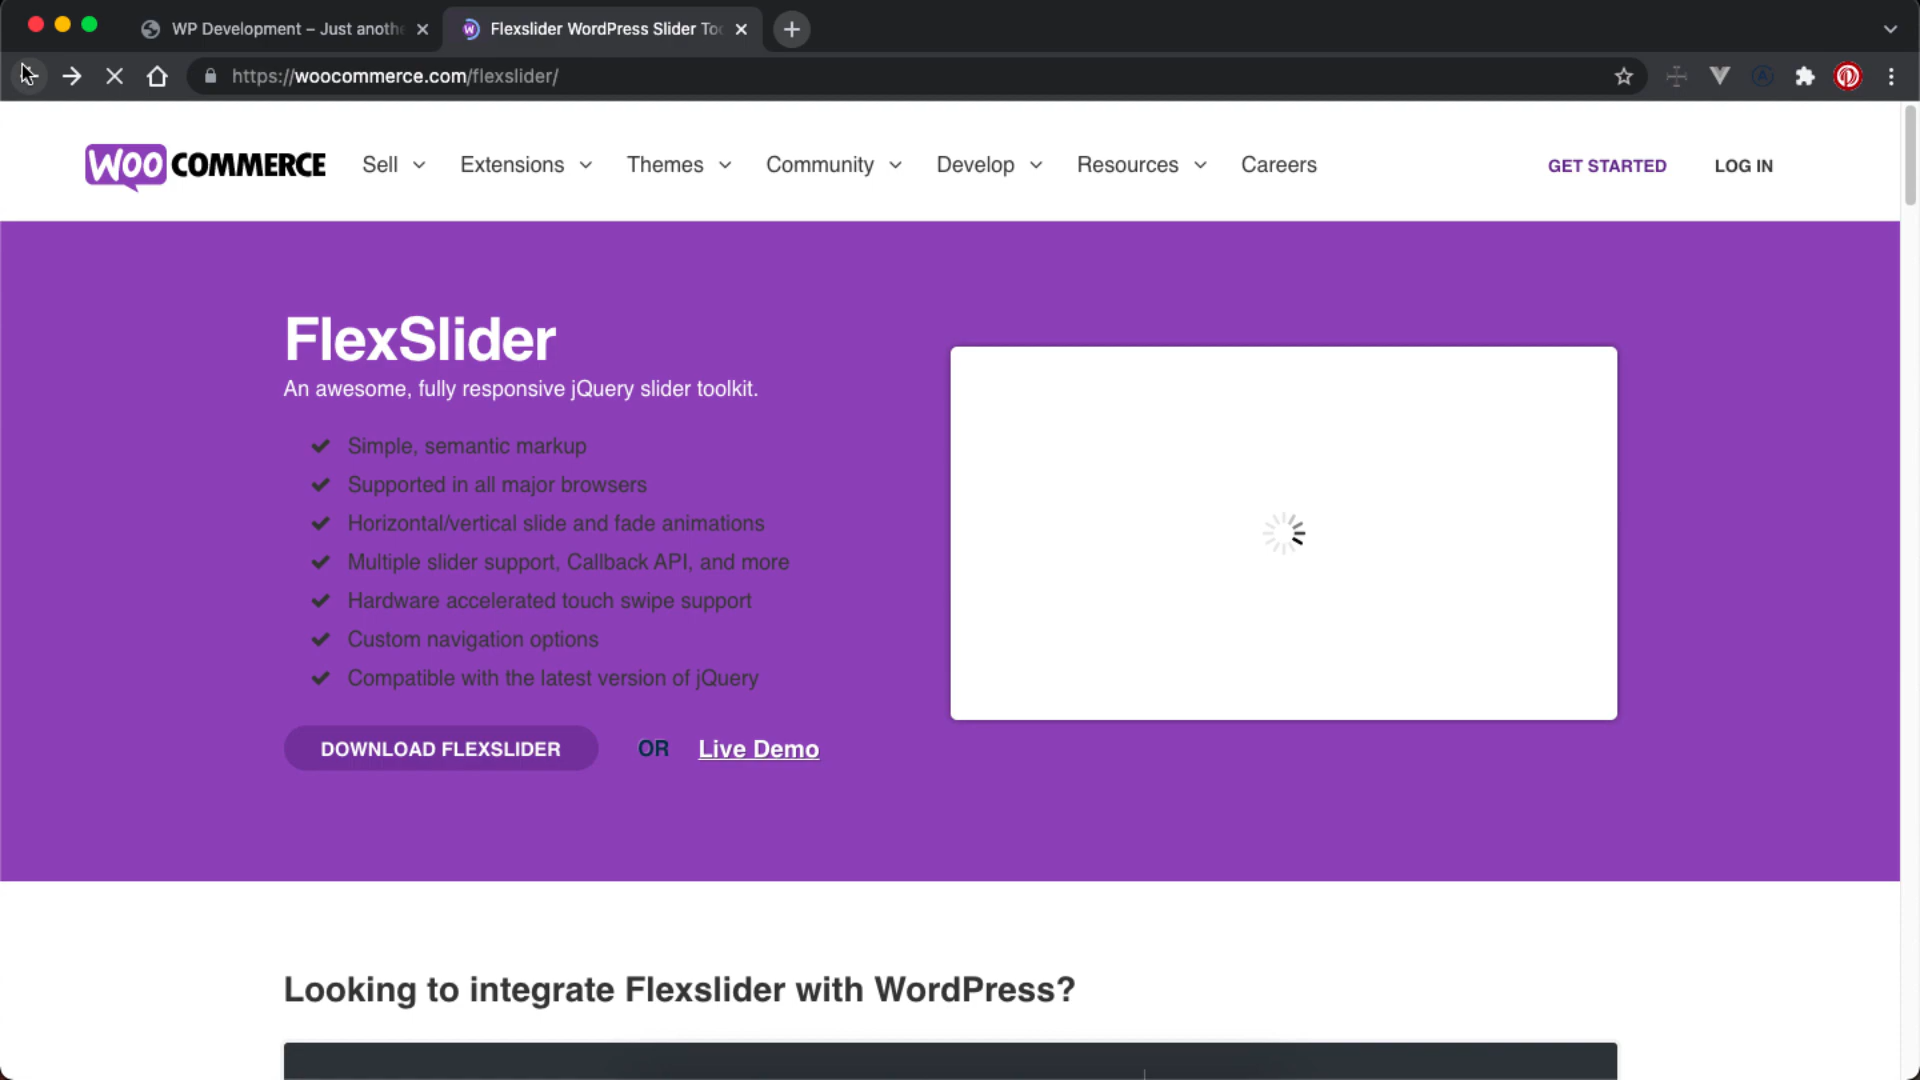 WP Development – Just anothe
Flexslider WordPress Slider Too
https://woocommerce.com/flexslider/
WOO COMMERCE
Sell
Extensions
Themes
Community
Develop
Resources
Careers
GET STARTED
LOG IN
FlexSlider
An awesome, fully responsive jQuery slider toolkit.
Simple, semantic markup
Supported in all major browsers
Horizontal/vertical slide and fade animations
Multiple slider support, Callback API, and more
Hardware accelerated touch swipe support
Custom navigation options
Compatible with the latest version of jQuery
DOWNLOAD FLEXSLIDER OR Live Demo
Looking to integrate Flexslider with WordPress?